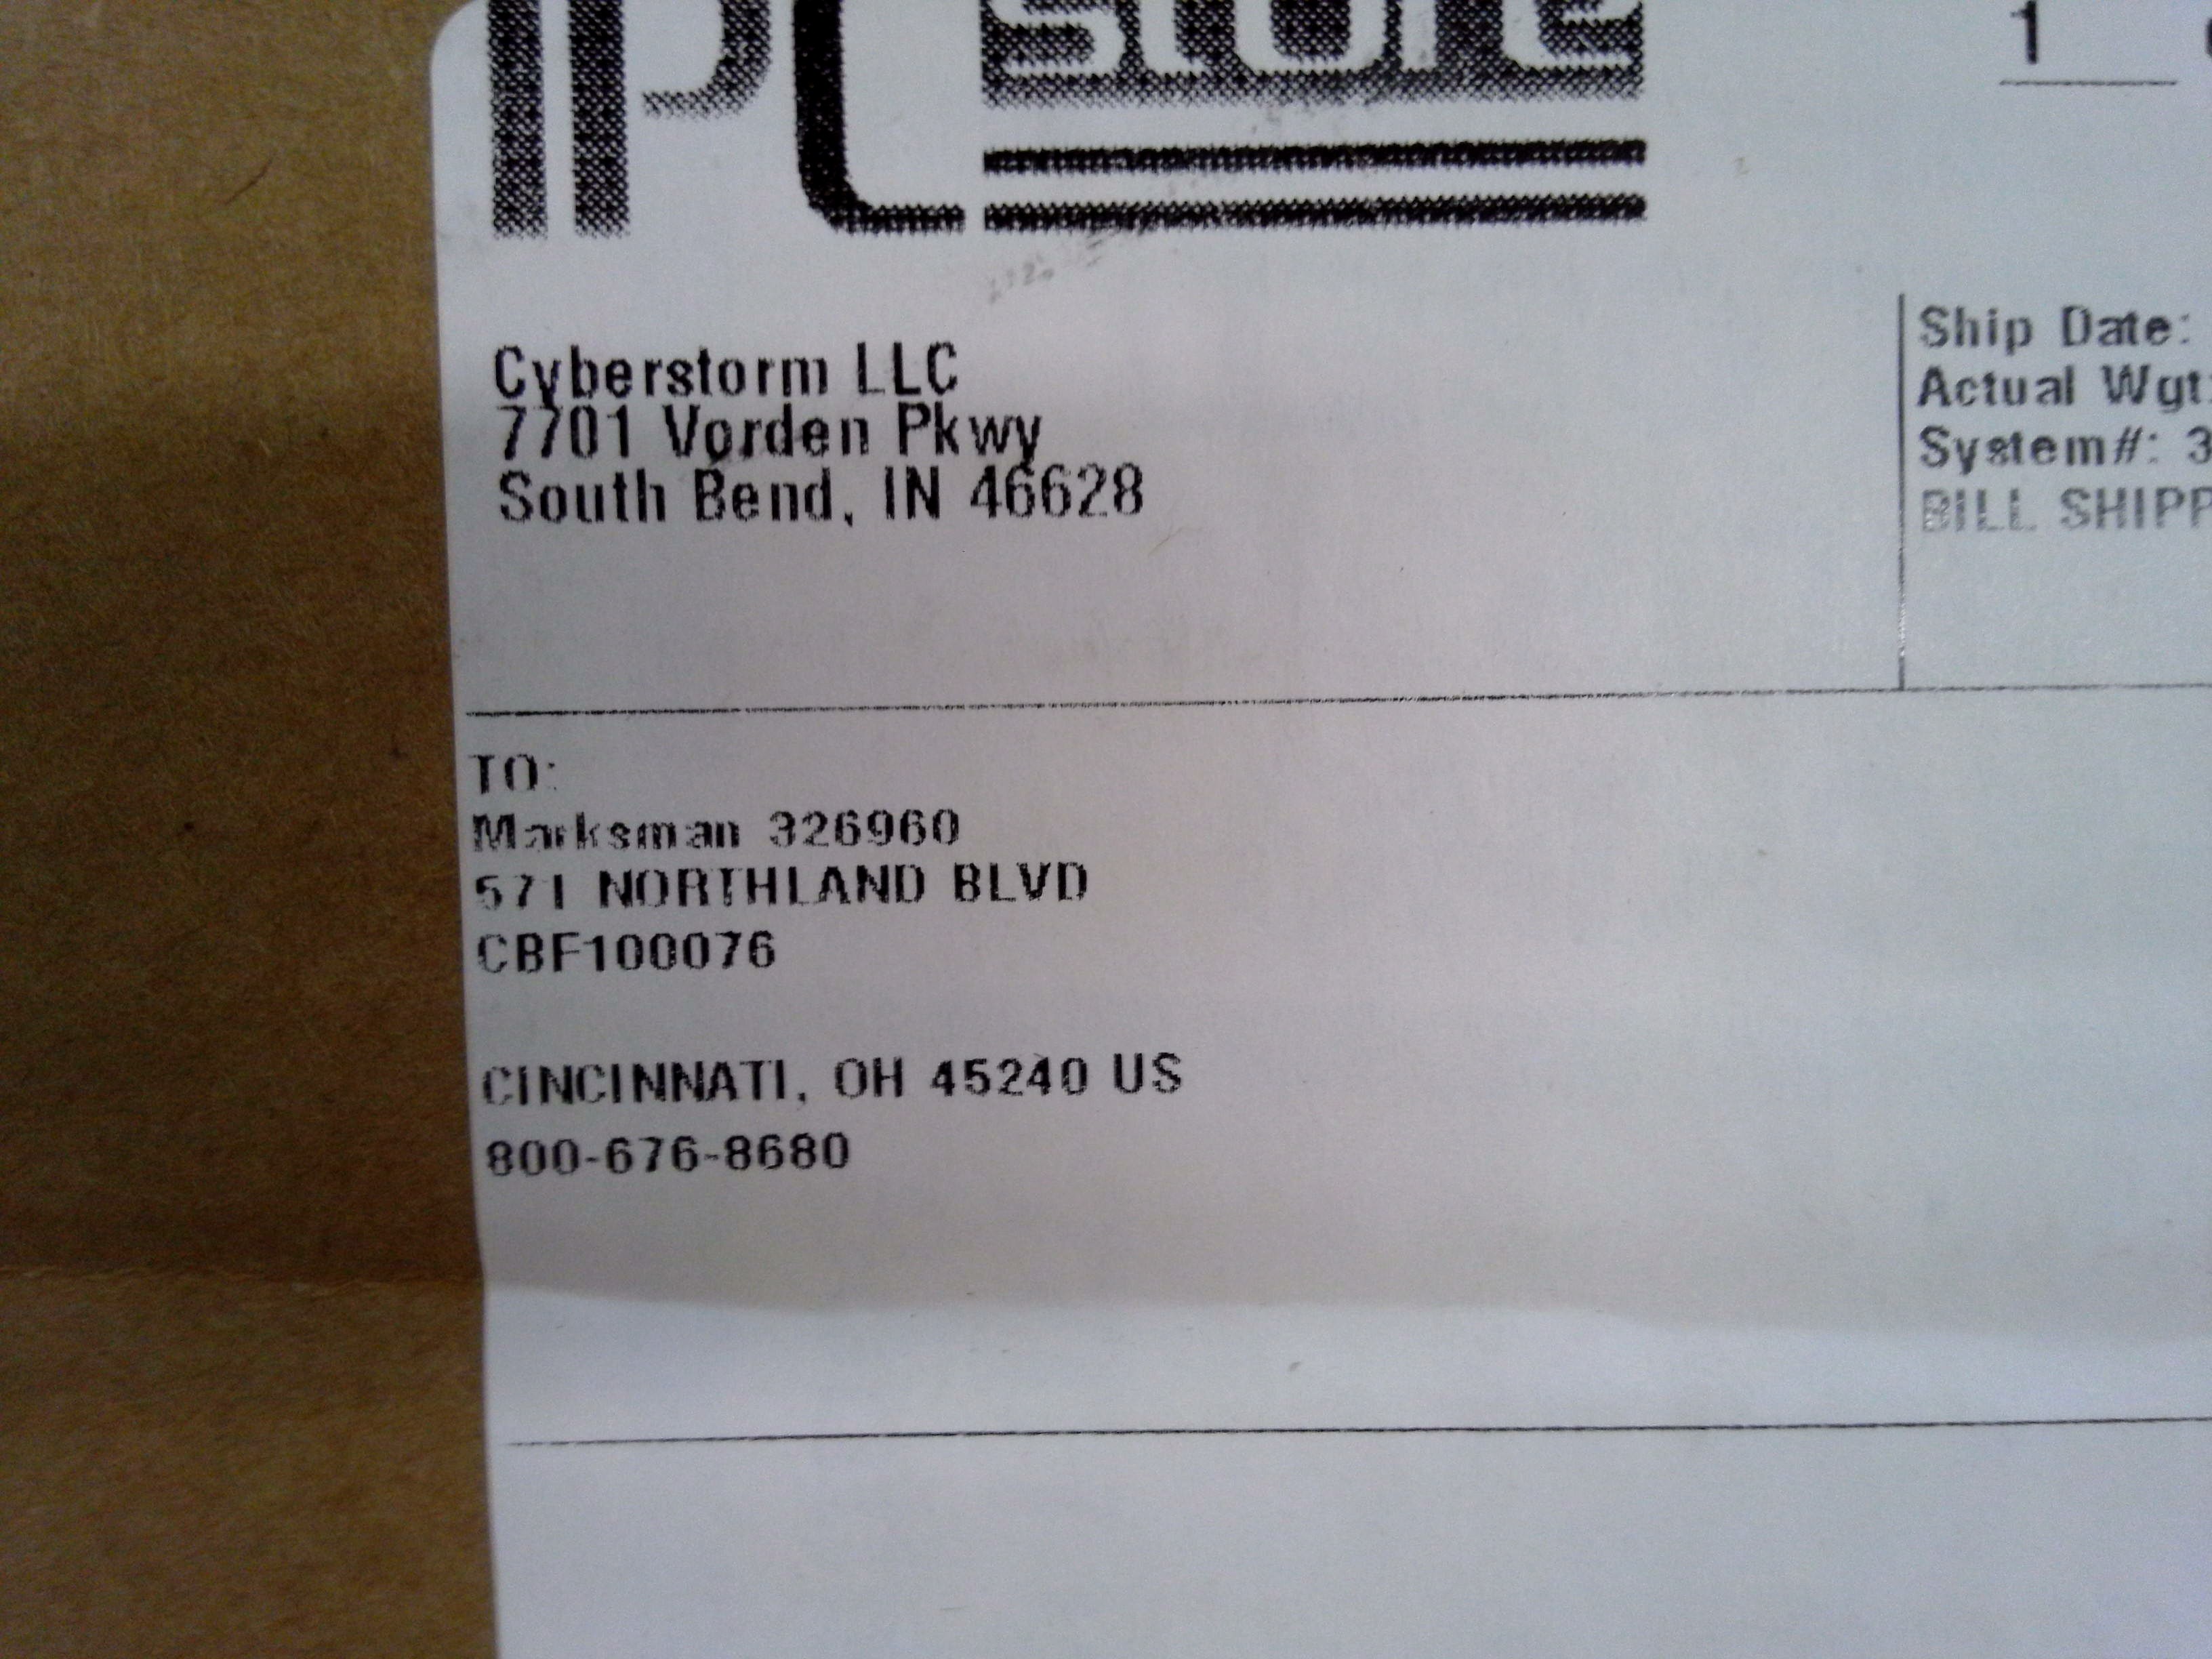 store
1
Cyberstorm LLC
7701 Vorden Pkwy
South Bend, IN 46628
Ship Date:
Actual Wgt:
System#: 3
BILL SHIPP
TO:
Marksman 326960
571 NORTHLAND BLVD
CBF100076
CINCINNATI, OH 45240 US
800-676-8680